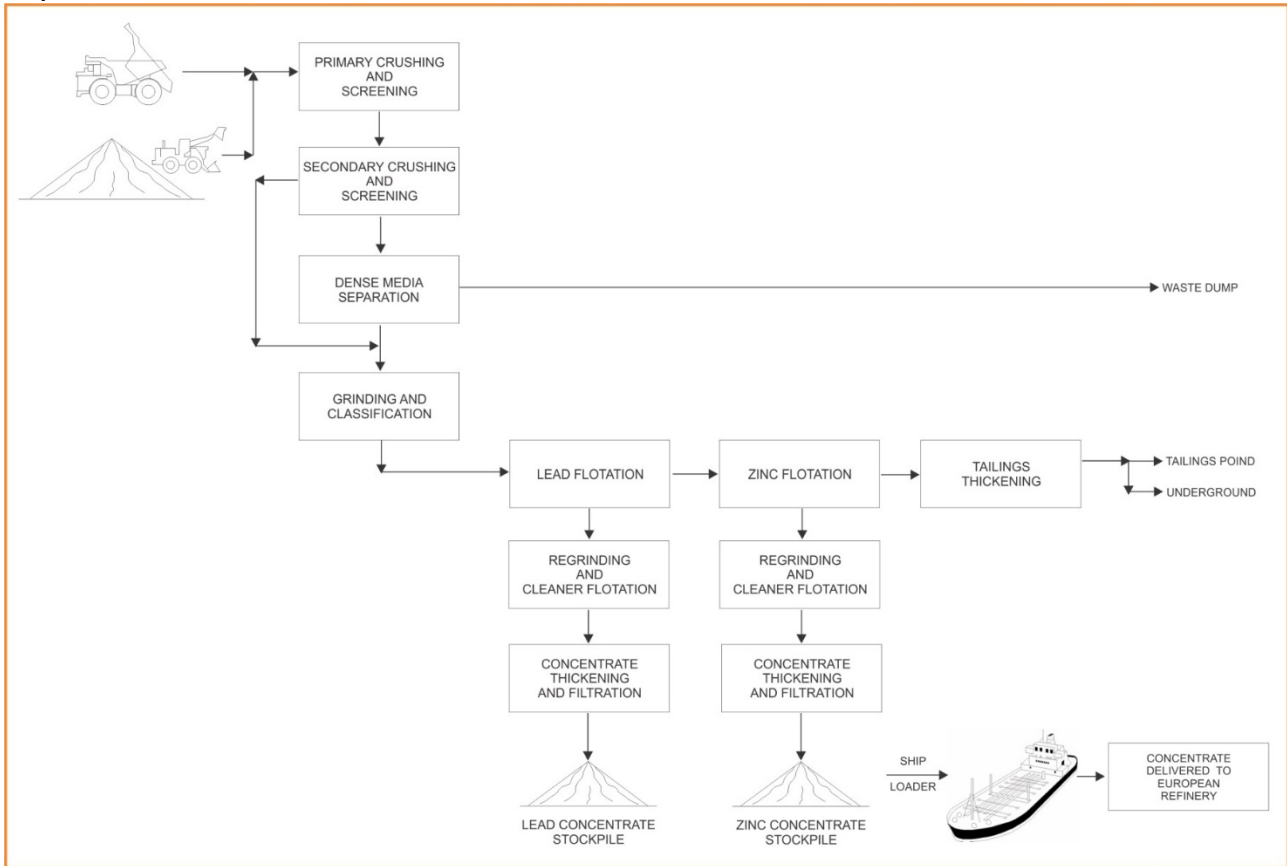 PRIMARY CRUSHING
AND
SCREENING
SECONDARY CRUSHING
AND
SCREENING
DENSE MEDIA
SEPARATION
WASTE DUMP
GRINDING AND
CLASSIFICATION
LEAD FLOTATION
ZINC FLOTATION
TAILINGS
THICKENING
TAILINGS POIND
UNDERGROUND
REGRINDING
AND
CLEANER FLOTATION
REGRINDING
AND
CLEANER FLOTATION
CONCENTRATE
THICKENING
AND FILTRATION
CONCENTRATE
THICKENING
AND FILTRATION
LEAD CONCENTRATE
STOCKPILE
ZINC CONCENTRATE
STOCKPILE
SHIP
LOADER
CONCENTRATE
DELIVERED TO
EUROPEAN
REFINERY